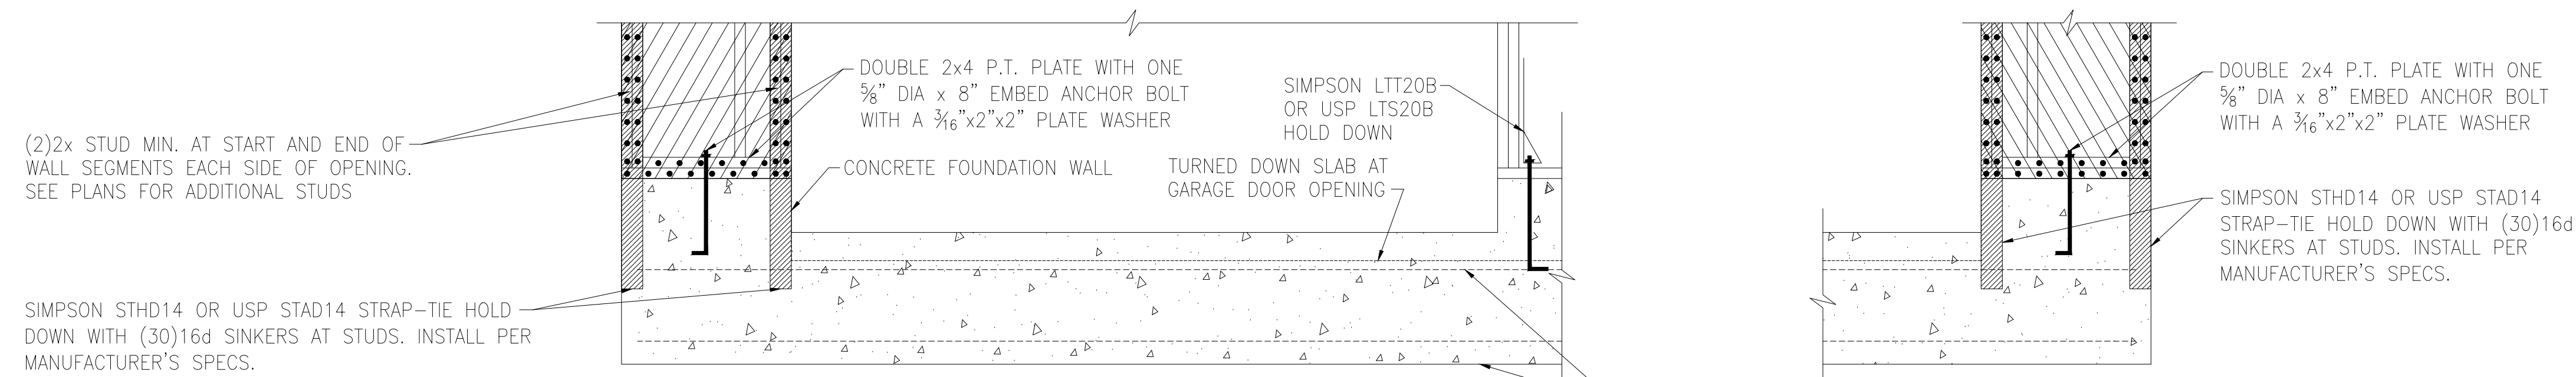 (2)2x STUD MIN. AT START AND END OF
WALL SEGMENTS EACH SIDE OF OPENING.
SEE PLANS FOR ADDITIONAL STUDS
SIMPSON STHD14 OR USP STAD14 STRAP-TIE HOLD
DOWN WITH (30)16d SINKERS AT STUDS. INSTALL PER
MANUFACTURER'S SPECS.
DOUBLE 2x4 P.T. PLATE WITH ONE
5/8" DIA x 8" EMBED ANCHOR BOLT
WITH A 3/16"x2"x2" PLATE WASHER
CONCRETE FOUNDATION WALL
SIMPSON LTT20B
OR USP LTS20B
HOLD DOWN
TURNED DOWN SLAB AT
GARAGE DOOR OPENING
DOUBLE 2x4 P.T. PLATE WITH ONE
5/8" DIA x 8" EMBED ANCHOR BOLT
WITH A 3/16"x2"x2" PLATE WASHER
SIMPSON STHD14 OR USP STAD14
STRAP-TIE HOLD DOWN WITH (30)16d
SINKERS AT STUDS. INSTALL PER
MANUFACTURER'S SPECS.